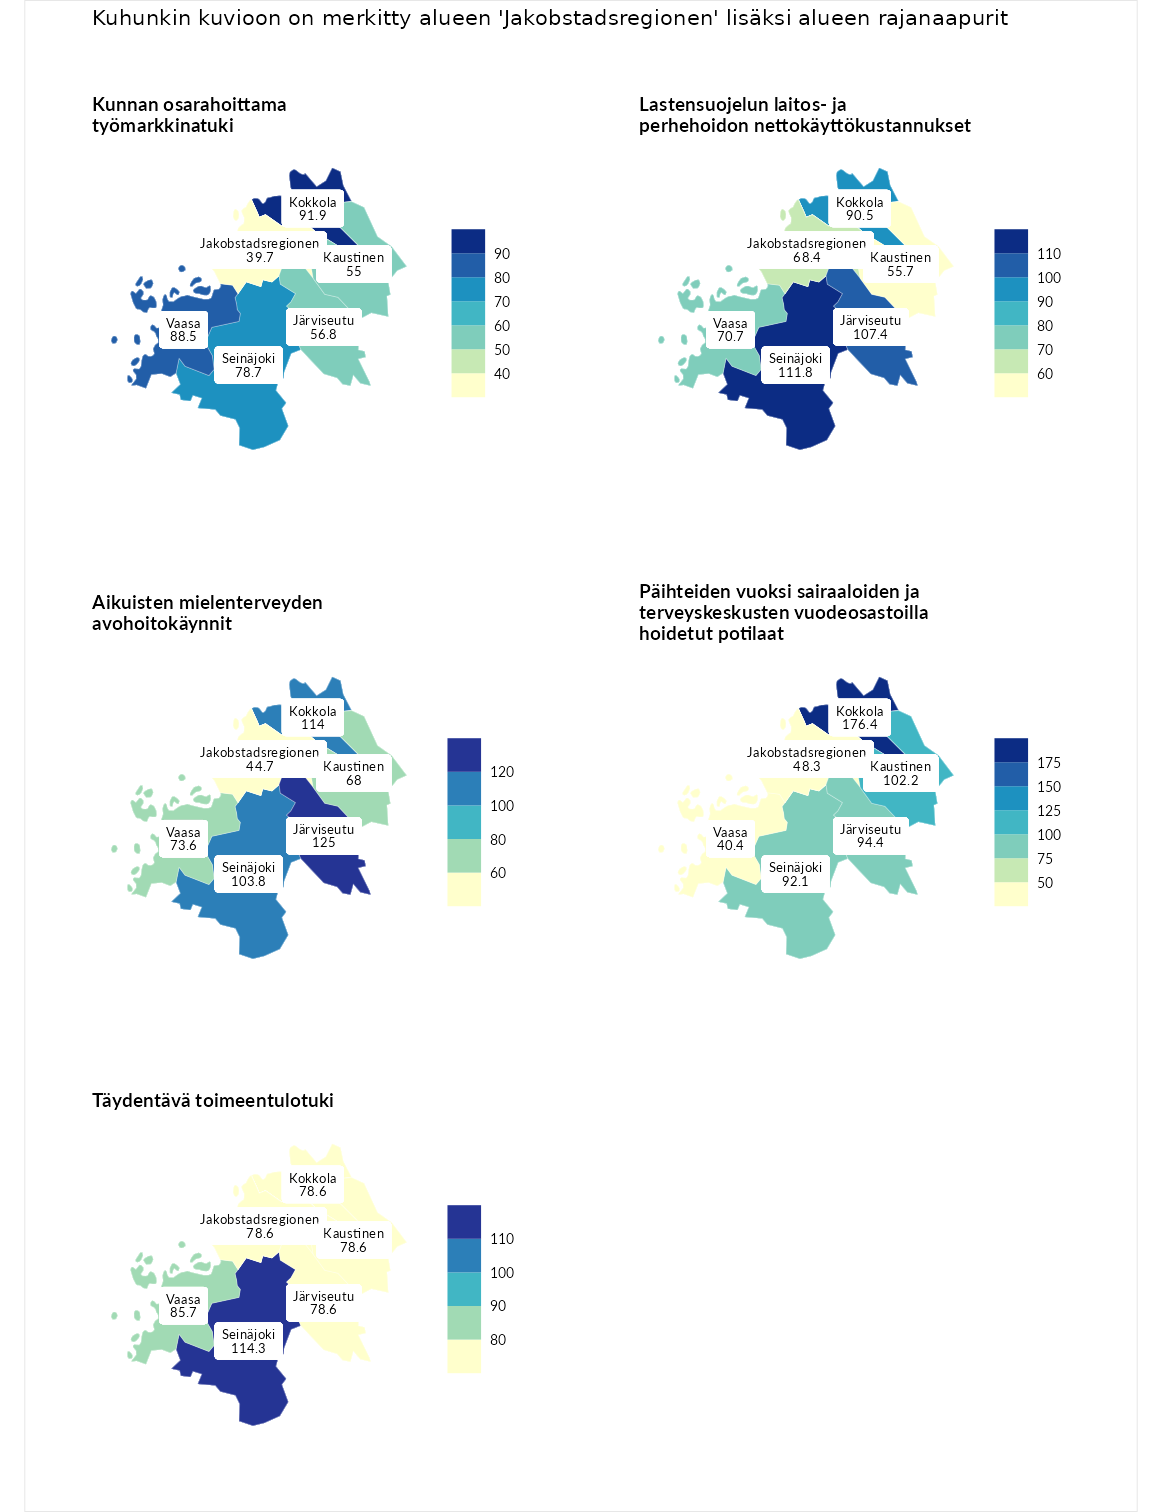 Kuhunkin kuvioon on merkitty alueen 'Jakobstadsregionen' lisäksi alueen rajanaapurit
Kunnan osarahoittama
työmarkkinatuki
Kokkola
91.9
Jakobstadsregionen
39.7
Kaustinen
55
Vaasa
88.5
Järviseutu
56.8
Seinäjoki
78.7
90
80
70
60
50
40
Lastensuojelun laitos- ja
perhehoidon nettokäyttökustannukset
Kokkola
90.5
Jakobstadsregionen
68.4
Kaustinen
55.7
Vaasa
70.7
Järviseutu
107.4
Seinäjoki
111.8
110
100
90
80
70
60
Aikuisten mielenterveyden
avohoitokäynnit
Kokkola
114
Jakobstadsregionen
44.7
Kaustinen
68
Vaasa
73.6
Järviseutu
125
Seinäjoki
103.8
120
100
80
60
Päihteiden vuoksi sairaaloiden ja
terveyskeskusten vuodeosastoilla
hoidetut potilaat
Kokkola
176.4
Jakobstadsregionen
48.3
Kaustinen
102.2
Vaasa
40.4
Järviseutu
94.4
Seinäjoki
92.1
175
150
125
100
75
50
Täydentävä toimeentulotuki
Kokkola
78.6
Jakobstadsregionen
78.6
Kaustinen
78.6
Vaasa
85.7
Järviseutu
78.6
Seinäjoki
114.3
110
100
90
80